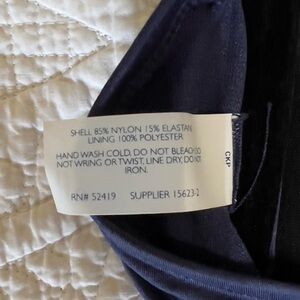 SHELL 85% NYLON 15% ELASTAN
LINING 100% POLYESTER
HAND WASH COLD, DO NOT BLEACH, DO
NOT WRING OR TWIST, LINE DRY, DO NOT
IRON.
RN# 52419 SUPPLIER 15623-2
CKP